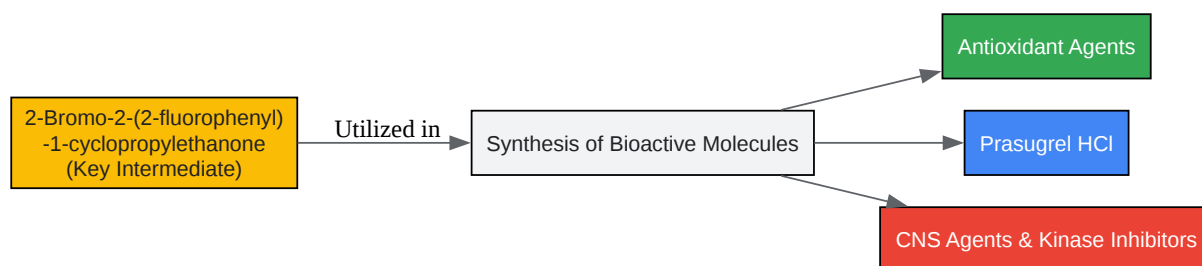 2-Bromo-2-(2-fluorophenyl)
-1-cyclopropylethanone
(Key Intermediate)
Utilized in
Synthesis of Bioactive Molecules
Antioxidant Agents
Prasugrel HCl
CNS Agents & Kinase Inhibitors